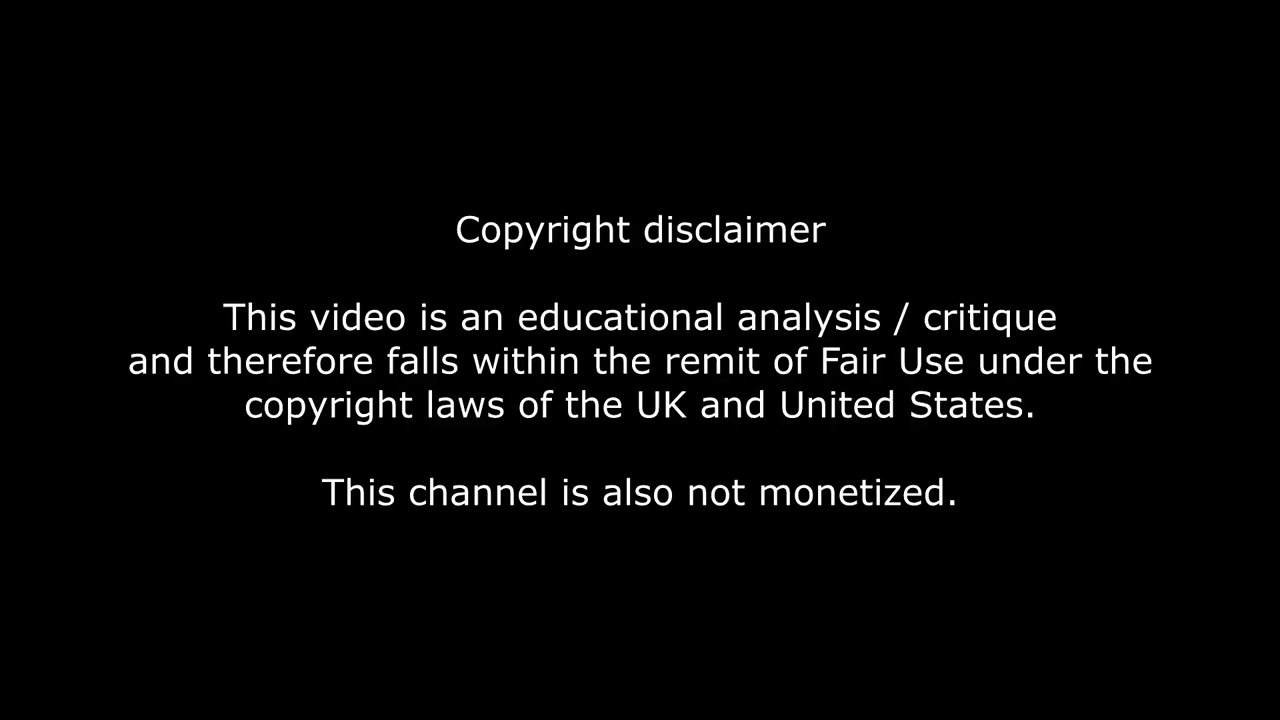 Copyright disclaimer
This video is an educational analysis / critique
and therefore falls within the remit of Fair Use under the
copyright laws of the UK and United States.
This channel is also not monetized.